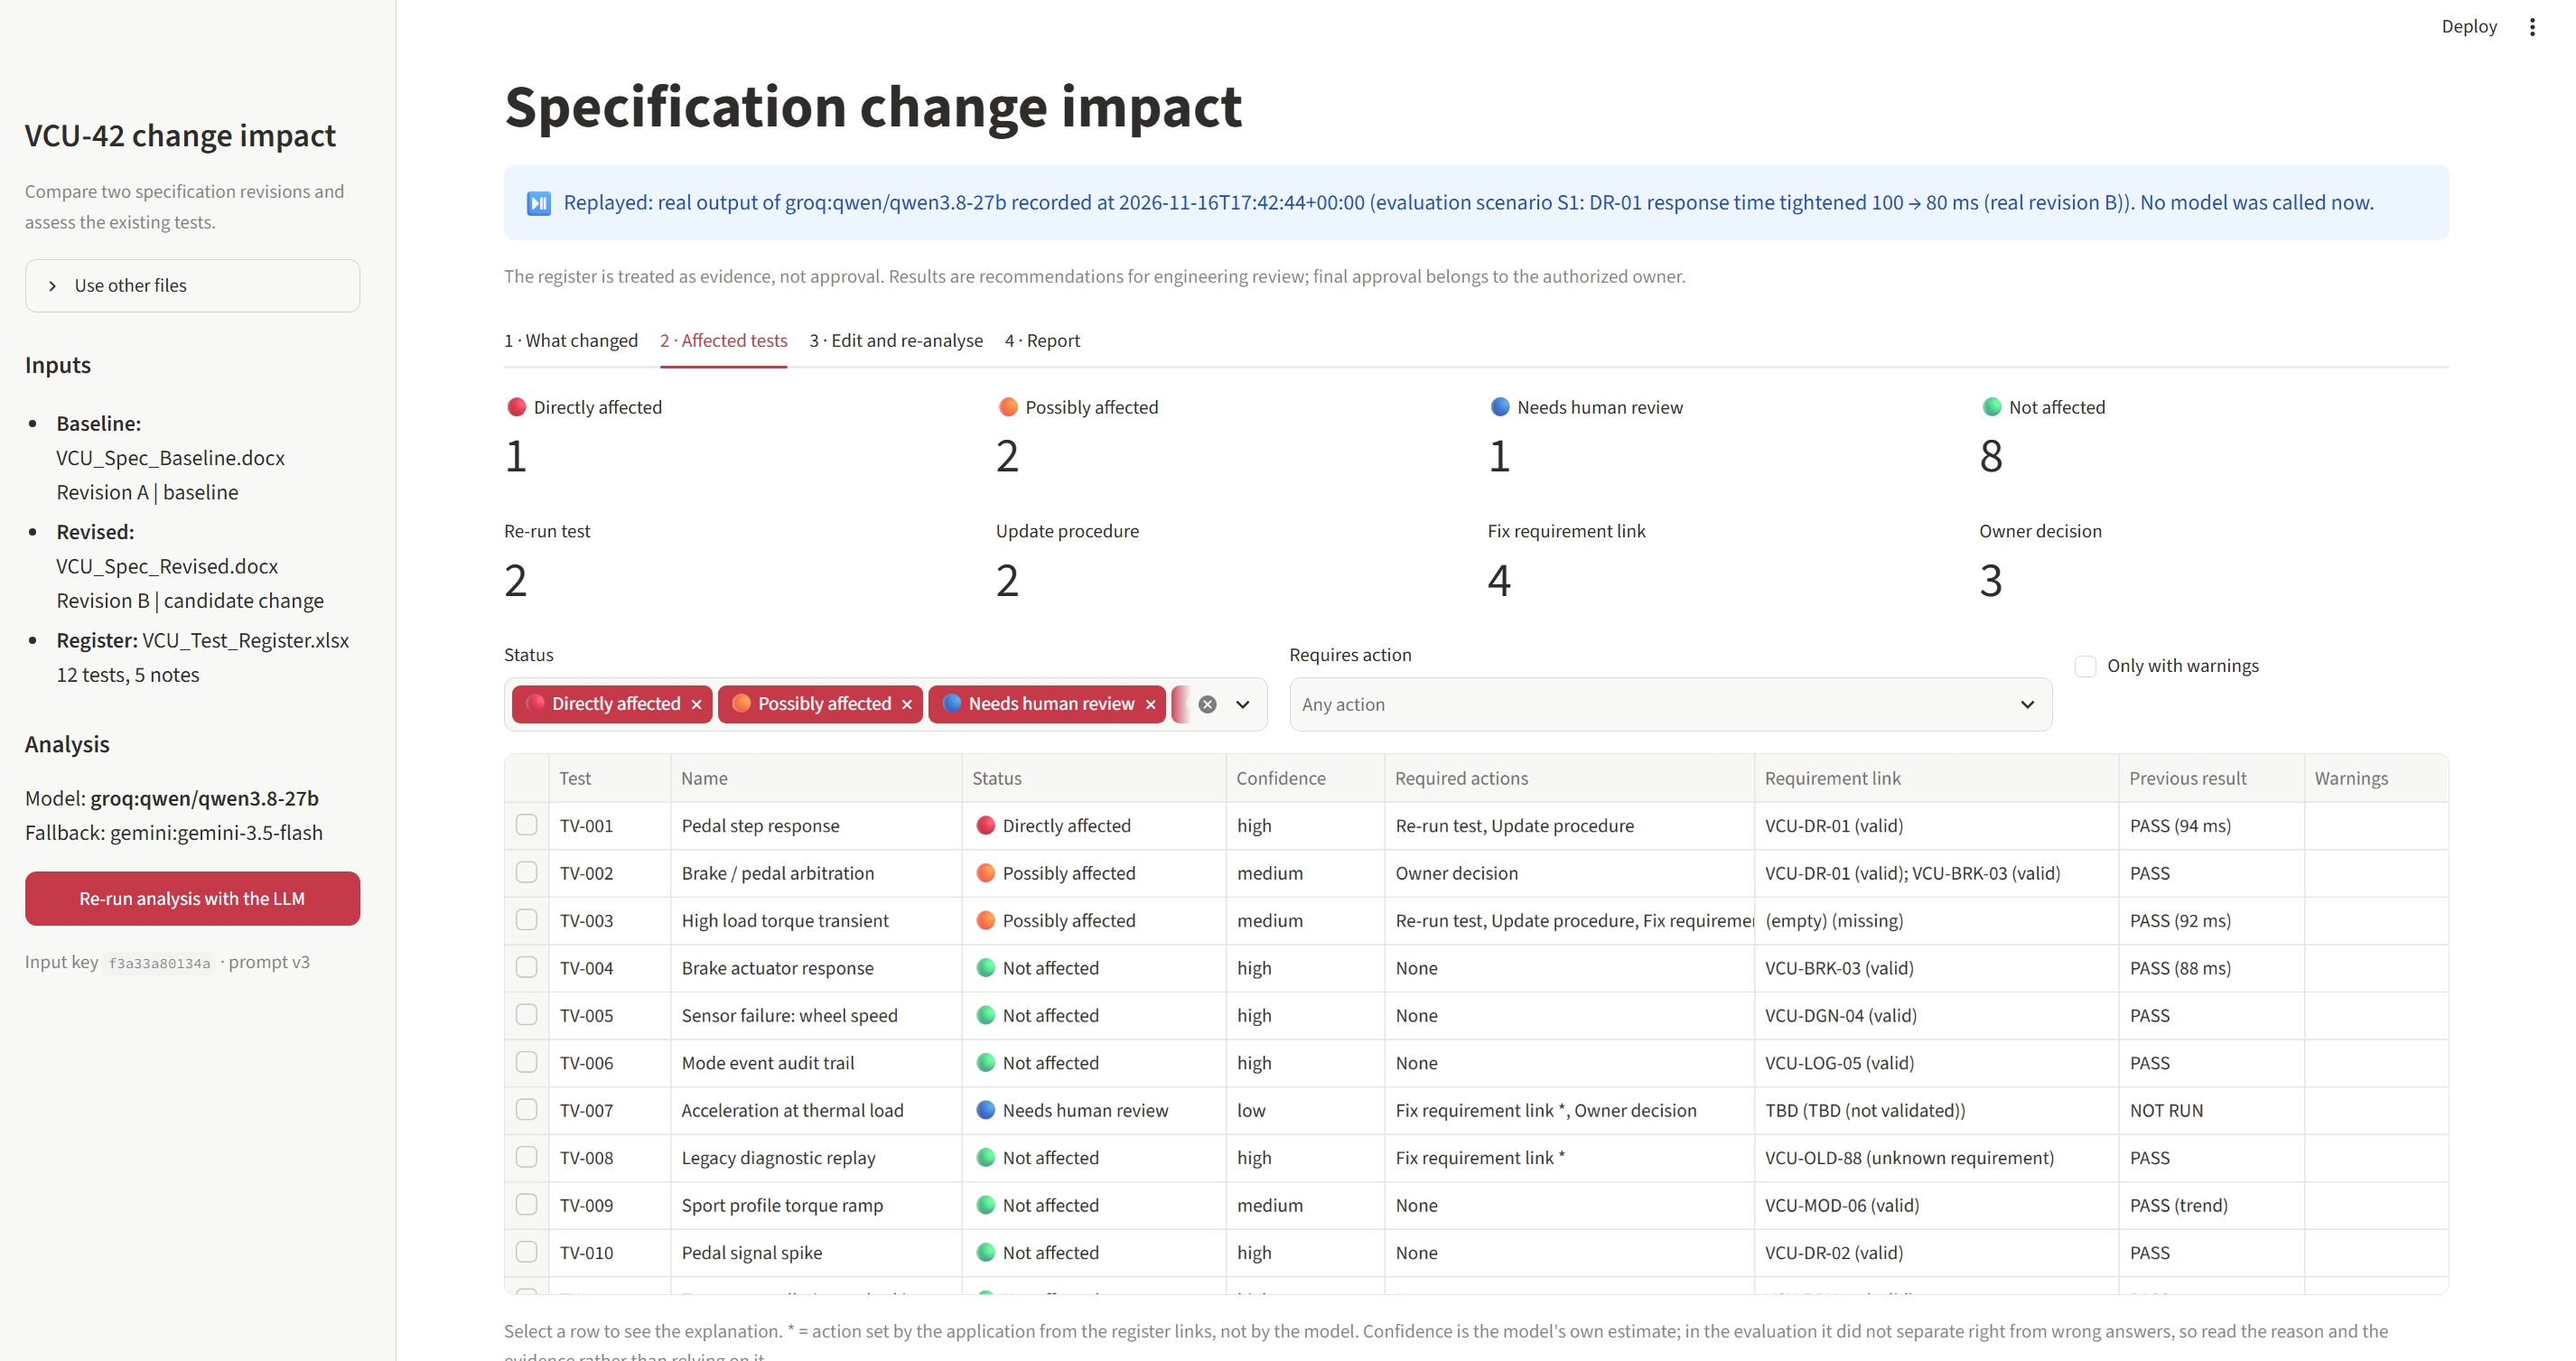 Deploy
VCU-42 change impact
Compare two specification revisions and
assess the existing tests.
Use other files
Inputs
Baseline:
VCU_Spec_Baseline.docx
Revision A | baseline
Revised:
VCU_Spec_Revised.docx
Revision B | candidate change
Register: VCU_Test_Register.xlsx
12 tests, 5 notes
Analysis
Model: groq:qwen/qwen3.8-27b
Fallback: gemini:gemini-3.5-flash
Re-run analysis with the LLM
Input key f3a33a80134a · prompt v3
Specification change impact
Replayed: real output of groq:qwen/qwen3.8-27b recorded at 2026-11-16T17:42:44+00:00 (evaluation scenario S1: DR-01 response time tightened 100 → 80 ms (real revision B)). No model was called now.
The register is treated as evidence, not approval. Results are recommendations for engineering review; final approval belongs to the authorized owner.
1 · What changed 2 · Affected tests 3 · Edit and re-analyse 4 · Report
Directly affected Possibly affected Needs human review Not affected
1 2 1 8
Re-run test Update procedure Fix requirement link Owner decision
2 2 4 3
Status Requires action Only with warnings
Directly affected × Possibly affected × Needs human review × Any action
Test Name Status Confidence Required actions Requirement link Previous result Warnings
TV-001 Pedal step response Directly affected high Re-run test, Update procedure VCU-DR-01 (valid) PASS (94 ms)
TV-002 Brake / pedal arbitration Possibly affected medium Owner decision VCU-DR-01 (valid); VCU-BRK-03 (valid) PASS
TV-003 High load torque transient Possibly affected medium Re-run test, Update procedure, Fix requiremen (empty) (missing) PASS (92 ms)
TV-004 Brake actuator response Not affected high None VCU-BRK-03 (valid) PASS (88 ms)
TV-005 Sensor failure: wheel speed Not affected high None VCU-DGN-04 (valid) PASS
TV-006 Mode event audit trail Not affected high None VCU-LOG-05 (valid) PASS
TV-007 Acceleration at thermal load Needs human review low Fix requirement link *, Owner decision TBD (TBD (not validated)) NOT RUN
TV-008 Legacy diagnostic replay Not affected high Fix requirement link * VCU-OLD-88 (unknown requirement) PASS
TV-009 Sport profile torque ramp Not affected medium None VCU-MOD-06 (valid) PASS (trend)
TV-010 Pedal signal spike Not affected high None VCU-DR-02 (valid) PASS
Select a row to see the explanation. * = action set by the application from the register links, not by the model. Confidence is the model's own estimate; in the evaluation it did not separate right from wrong answers, so read the reason and the
evidence rather than relying on it.